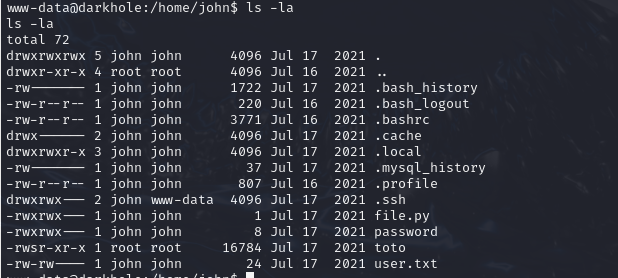 www-data@darkhole:/home/john$ ls -la
ls -la
total 72
drwxrwxrwx 5 john john      4096 Jul 17  2021 .
drwxr-xr-x 4 root root      4096 Jul 16  2021 ..
-rw------- 1 john john      1722 Jul 17  2021 .bash_history
-rw-r--r-- 1 john john       220 Jul 16  2021 .bash_logout
-rw-r--r-- 1 john john      3771 Jul 16  2021 .bashrc
drwx------ 2 john john      4096 Jul 17  2021 .cache
drwxrwxr-x 3 john john      4096 Jul 17  2021 .local
-rw------- 1 john john        37 Jul 17  2021 .mysql_history
-rw-r--r-- 1 john john       807 Jul 16  2021 .profile
drwxrwx--- 2 john www-data  4096 Jul 17  2021 .ssh
-rwxrwx--- 1 john john         1 Jul 17  2021 file.py
-rwxrwx--- 1 john john         8 Jul 17  2021 password
-rwsr-xr-x 1 root root     16784 Jul 17  2021 toto
-rw-rw---- 1 john john        24 Jul 17  2021 user.txt
www-data@darkhole:/home/john$